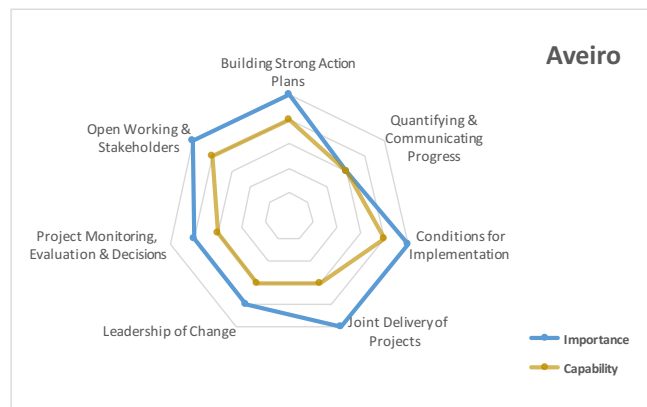 Aveiro
Building Strong Action
Plans
Quantifying &
Communicating
Progress
Conditions for
Implementation
Joint Delivery of
Projects
Leadership of Change
Project Monitoring,
Evaluation & Decisions
Open Working &
Stakeholders
Importance
Capability